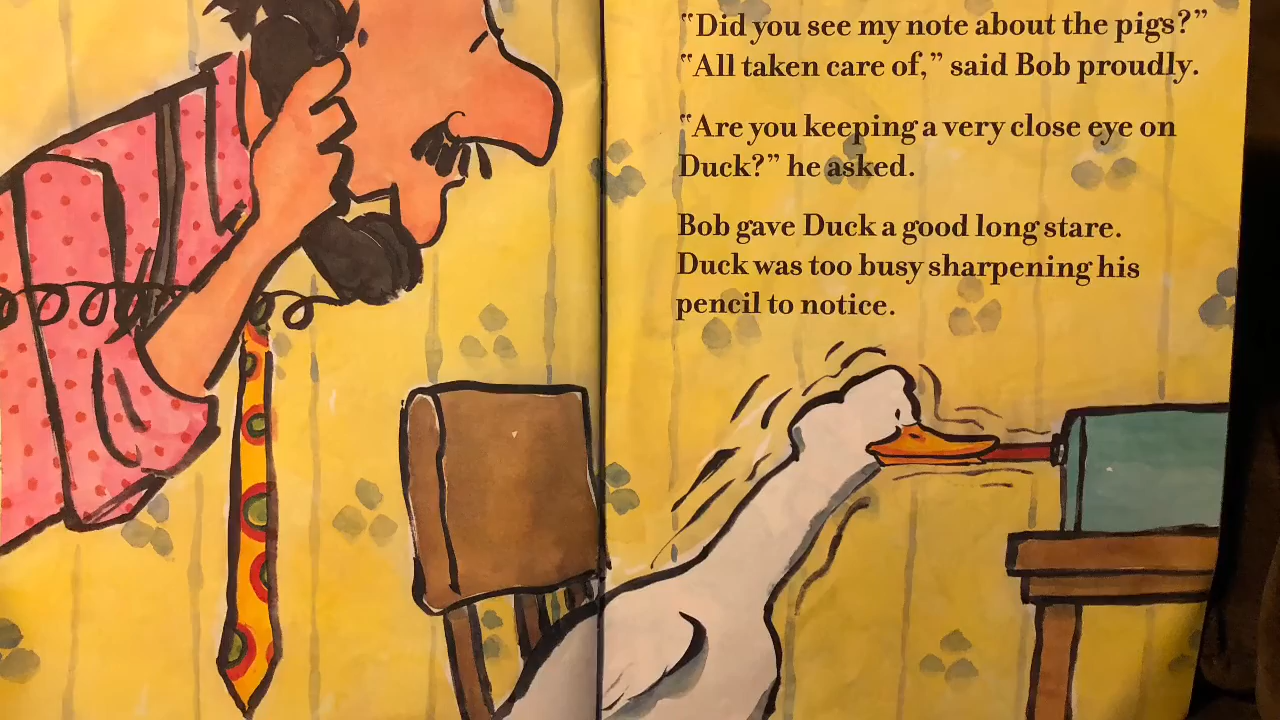 “Did you see my note about the pigs?”
“All taken care of,” said Bob proudly.
“Are you keeping a very close eye on
Duck?” he asked.
Bob gave Duck a good long stare.
Duck was too busy sharpening his
pencil to notice.